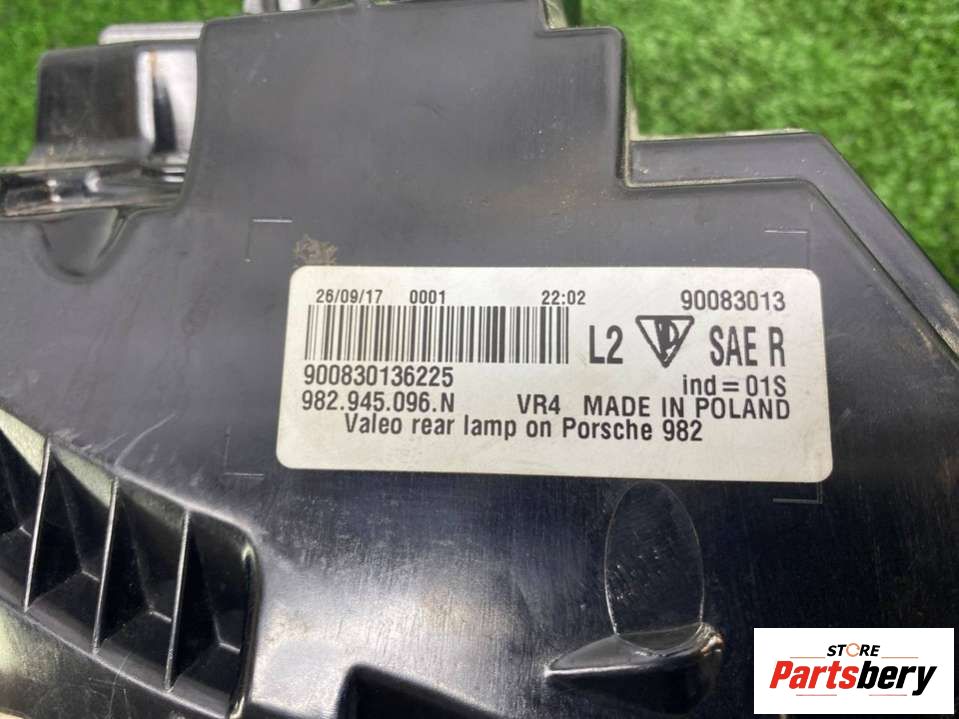 26/09/17 0001 22:02 90083013
L2 SAE R
900830136225 ind=01S
982.945.096.N VR4 MADE IN POLAND
Valeo rear lamp on Porsche 982
STORE
Partsbery